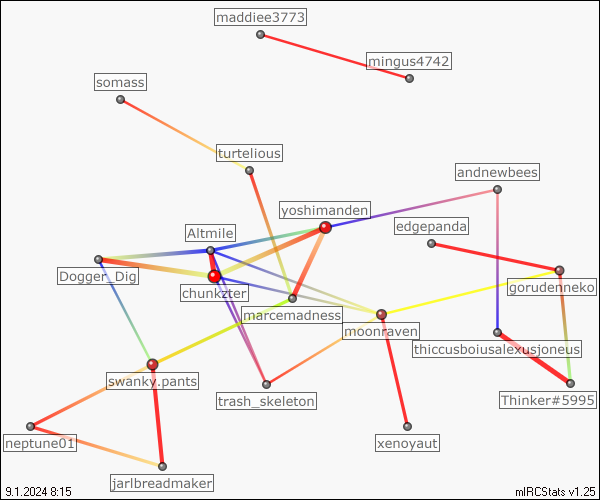 maddiee3773
mingus4742
somass
turtelious
andnewbees
yoshimanden
edgepanda
Altmile
Dogger_Dig
gorudenneko
chunkzter
marcemadness
moonraven
thiccusboiusalexusjoneus
swanky.pants
trash_skeleton
Thinker#5995
neptune01
xenoyaut
jarlbreadmaker
9.1.2024 8:15
mIRCStats v1.25